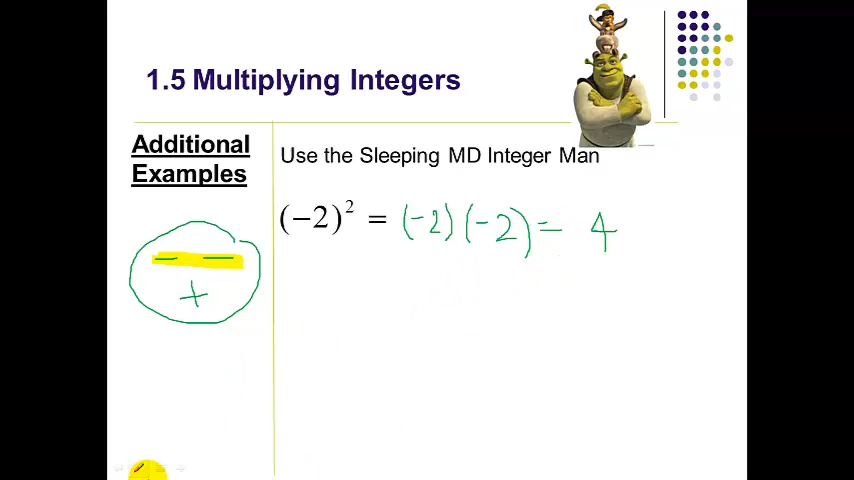 1.5 Multiplying Integers
Additional
Examples
Use the Sleeping MD Integer Man
(−2)² = (-2)(-2) = 4
— —
+